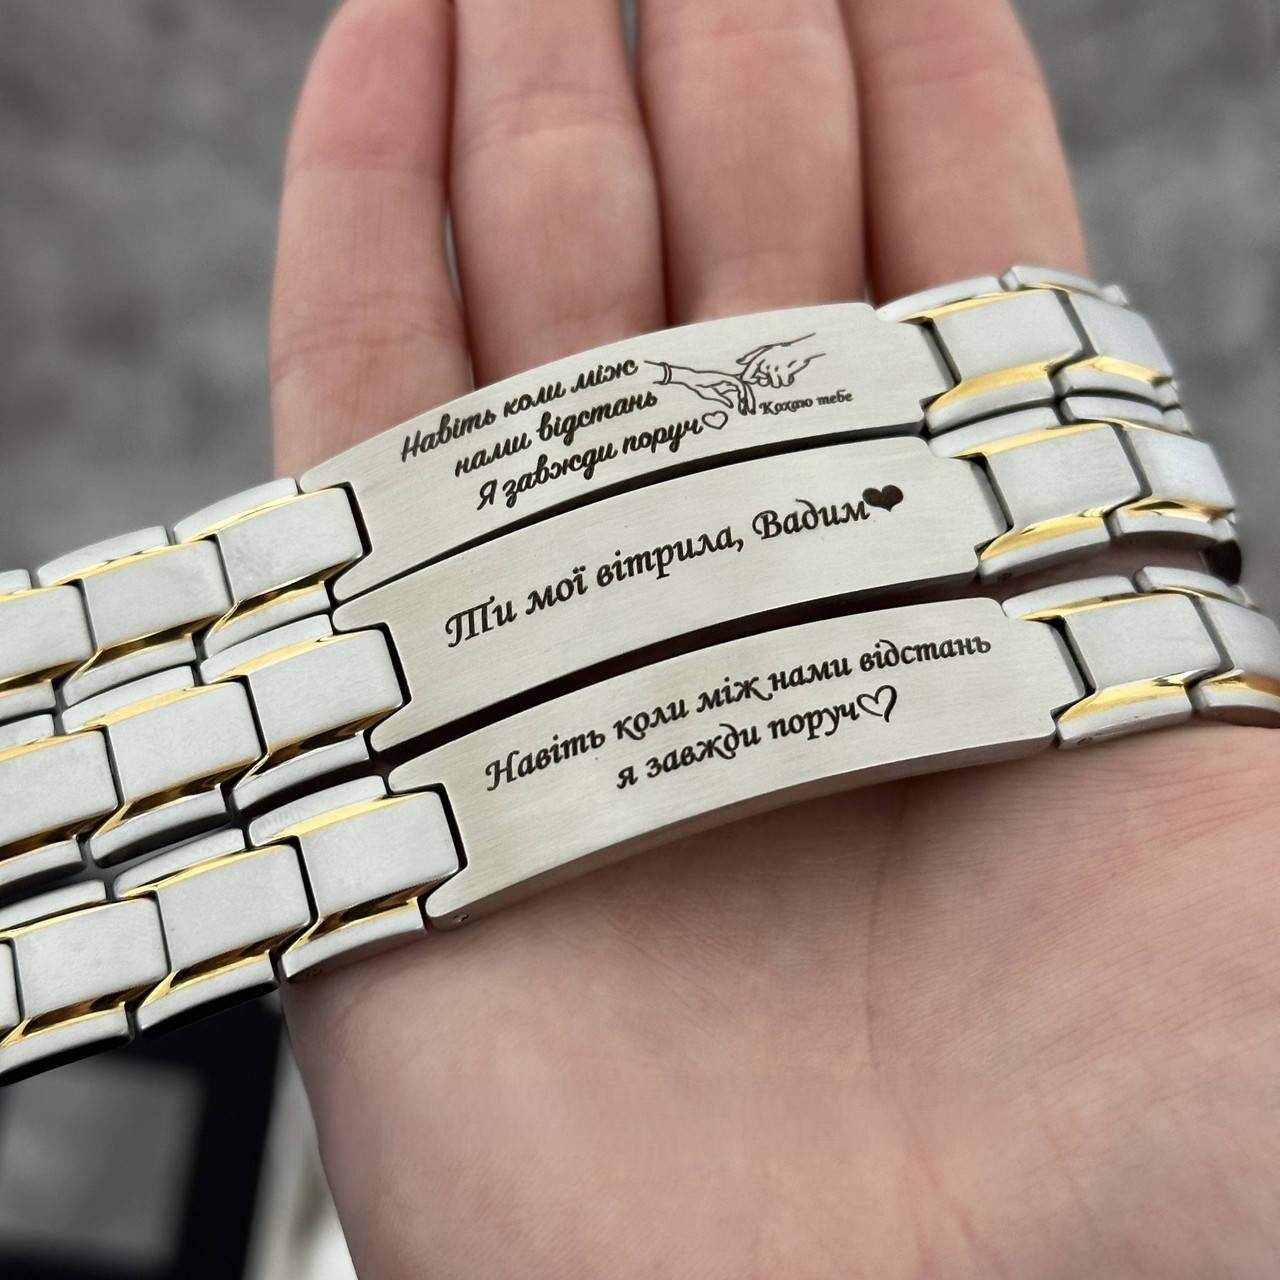 Навіть коли між
нами відстань
Я завжди поруч♡
Кохаю тебе
Ти мої вітрила, Вадим❤
Навіть коли між нами відстань
я завжди поруч♡